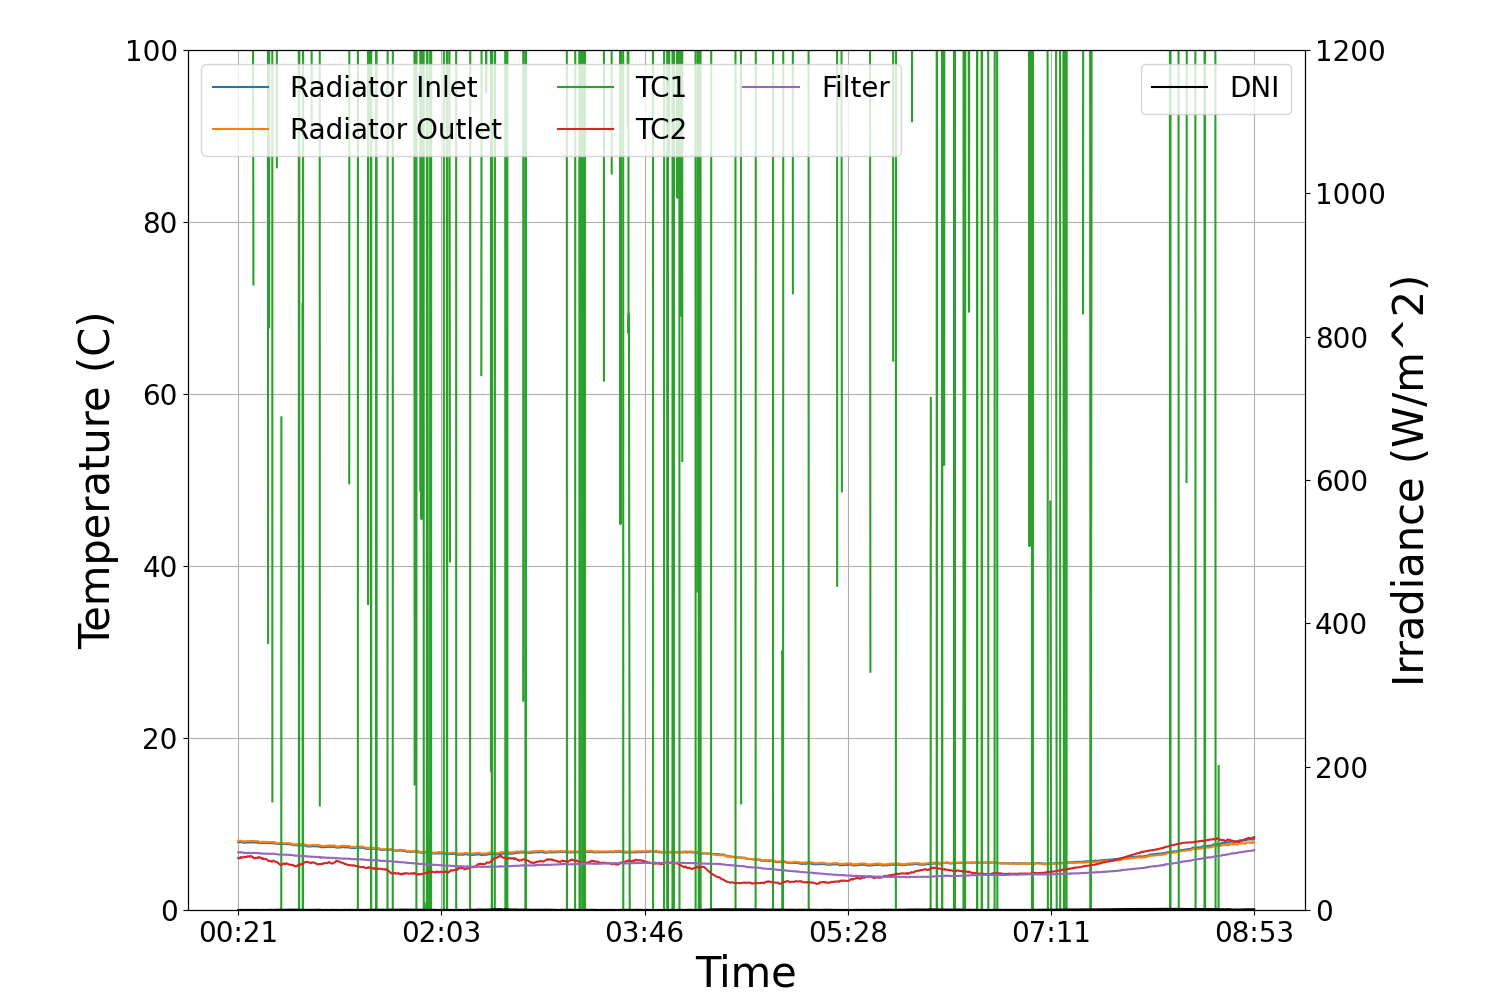 100
80
60
40
20
0
Temperature (C)
Radiator Inlet
Radiator Outlet
TC1
TC2
Filter
DNI
1200
1000
800
600
400
200
0
Irradiance (W/m^2)
00:21 02:03 03:46 05:28 07:11 08:53
Time